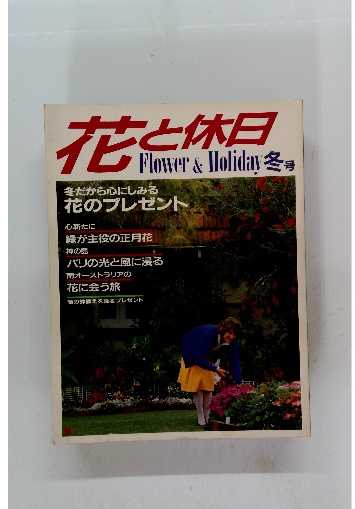 花と休日
Flower & Holiday 冬号
冬だから心にしみる
花のプレゼント
心新たに
緑が主役の正月花
神の島
バリの光と風に浸る
南オーストラリアの
花に会う旅